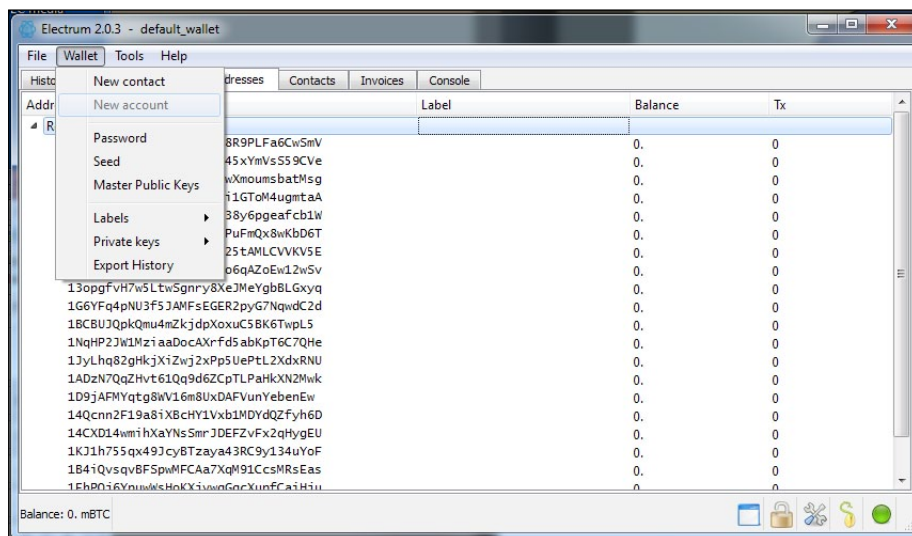 Electrum 2.0.3 - default_wallet
File Wallet Tools Help
Histo dresses Contacts Invoices Console
New contact
New account
Password
Seed
Master Public Keys
Labels
Private keys
Export History
Addr Label Balance Tx
R
8R9PLFa6CwSmV 0. 0
45xYmVsS59CVe 0. 0
wXmoumsbatMsg 0. 0
i1GToM4ugmtaA 0. 0
38y6pgeafcb1W 0. 0
PuFmQx8wKbD6T 0. 0
25tAMLCVVKV5E 0. 0
o6qAZoEw12wSv 0. 0
13opgfvH7w5LtwSgnry8XeJMeYgbBLGxyq 0. 0
1G6YFq4pNU3f5JAMFsEGER2pyG7NqwdC2d 0. 0
1BCBUJQpkQmu4mZkjdpXoxuC5BK6TwpL5 0. 0
1NqHP2JW1MziaaDocAXrfd5abKpT6C7QHe 0. 0
1JyLhq82gHkjXiZwj2xPp5UePtL2XdxRNU 0. 0
1ADzN7QqZHvt61Qq9d6ZCpTLPaHkXN2Mwk 0. 0
1D9jAFMYqtg8WV16m8UxDAFVunYebenEw 0. 0
14Qcnn2F19a8iXBcHY1Vxb1MDYdQZfyh6D 0. 0
14CXD14wmihXaYNsSmrJDEFZvFx2qHygEU 0. 0
1KJ1h755qx49JcyBTzaya43RC9y134uYoF 0. 0
1B4iQvsqvBFSpwMFCAa7XqM91CcsMRsEas 0. 0
Balance: 0. mBTC